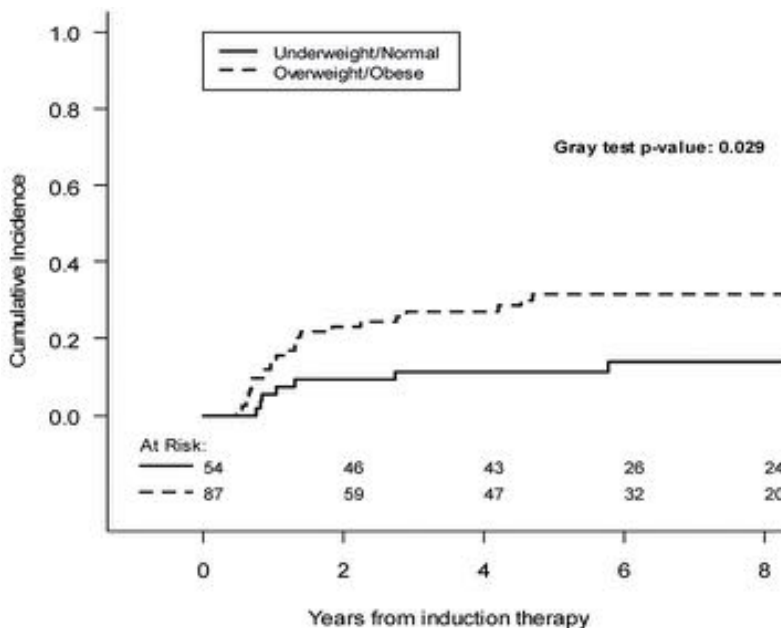 1.0
Underweight/Normal
Overweight/Obese
0.8
Gray test p-value: 0.029
0.6
Cumulative Incidence
0.4
0.2
0.0
At Risk:
54 46 43 26 24
87 59 47 32 20
0 2 4 6 8
Years from induction therapy